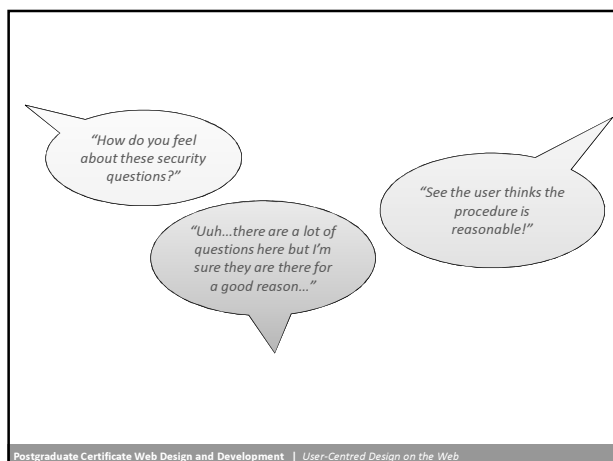 “How do you feel
about these security
questions?”
“Uuh...there are a lot of
questions here but I’m
sure they are there for
a good reason...”
“See the user thinks the
procedure is
reasonable!”
Postgraduate Certificate Web Design and Development | User-Centred Design on the Web